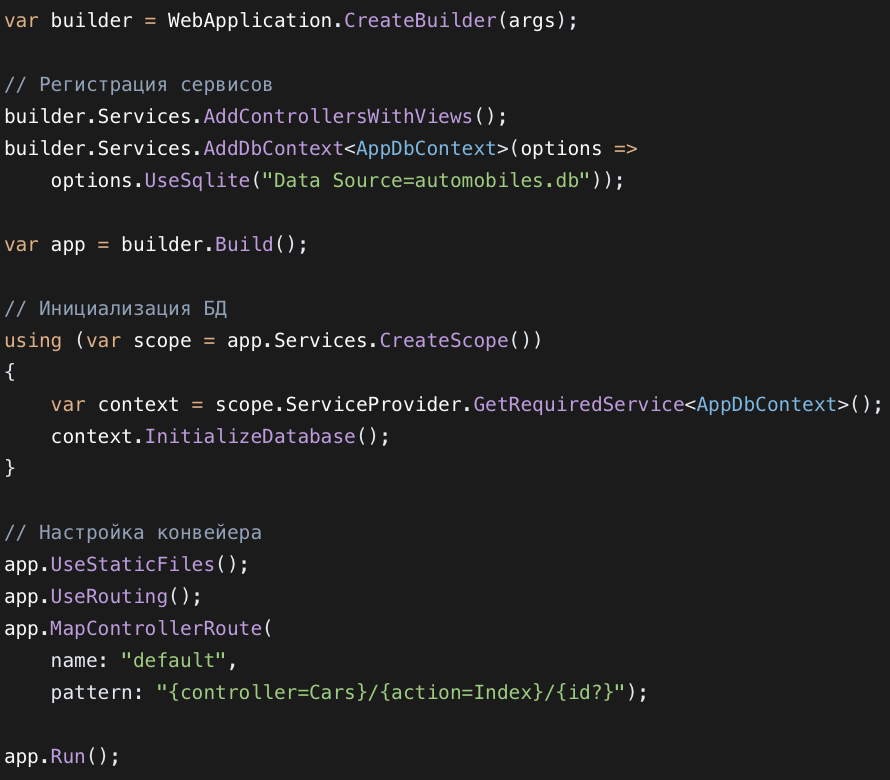 var builder = WebApplication.CreateBuilder(args);
// Регистрация сервисов
builder.Services.AddControllersWithViews();
builder.Services.AddDbContext<AppDbContext>(options =>
    options.UseSqlite("Data Source=automobiles.db"));
var app = builder.Build();
// Инициализация БД
using (var scope = app.Services.CreateScope())
{
    var context = scope.ServiceProvider.GetRequiredService<AppDbContext>();
    context.InitializeDatabase();
}
// Настройка конвейера
app.UseStaticFiles();
app.UseRouting();
app.MapControllerRoute(
    name: "default",
    pattern: "{controller=Cars}/{action=Index}/{id?}");
app.Run();